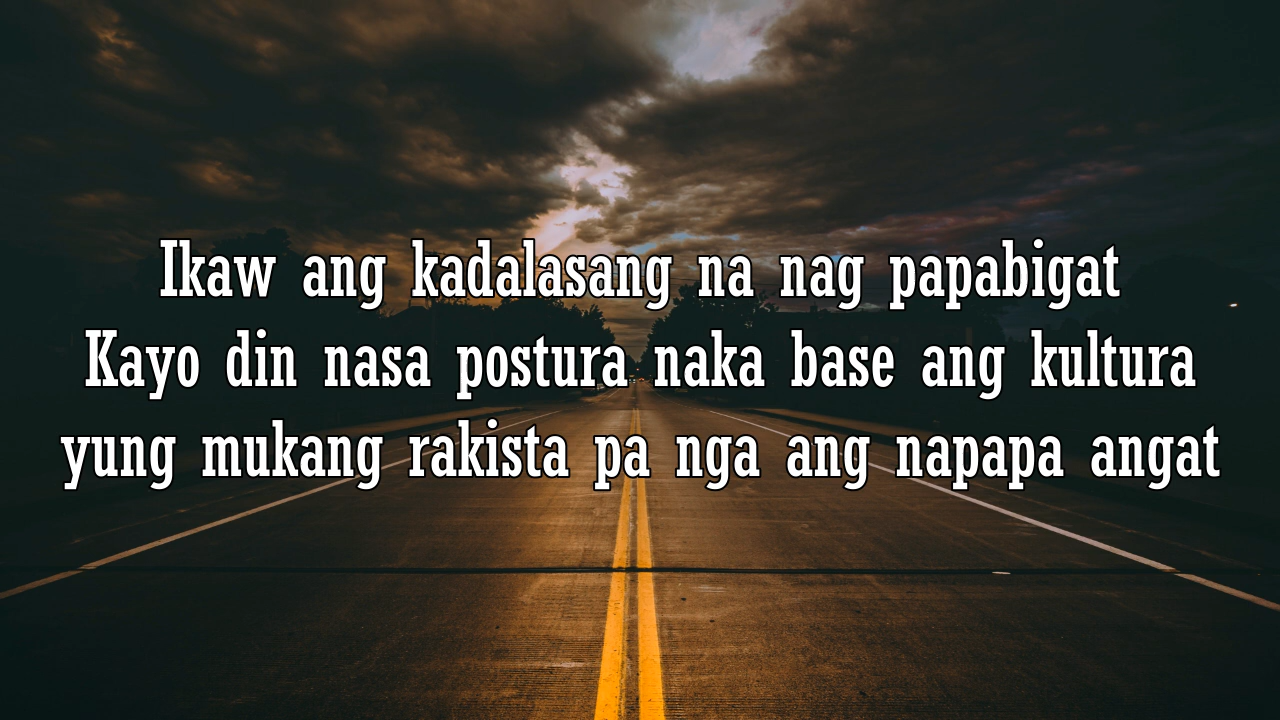 Ikaw ang kadalasang na nag papabigat
Kayo din nasa postura naka base ang kultura
yung mukang rakista pa nga ang napapa angat